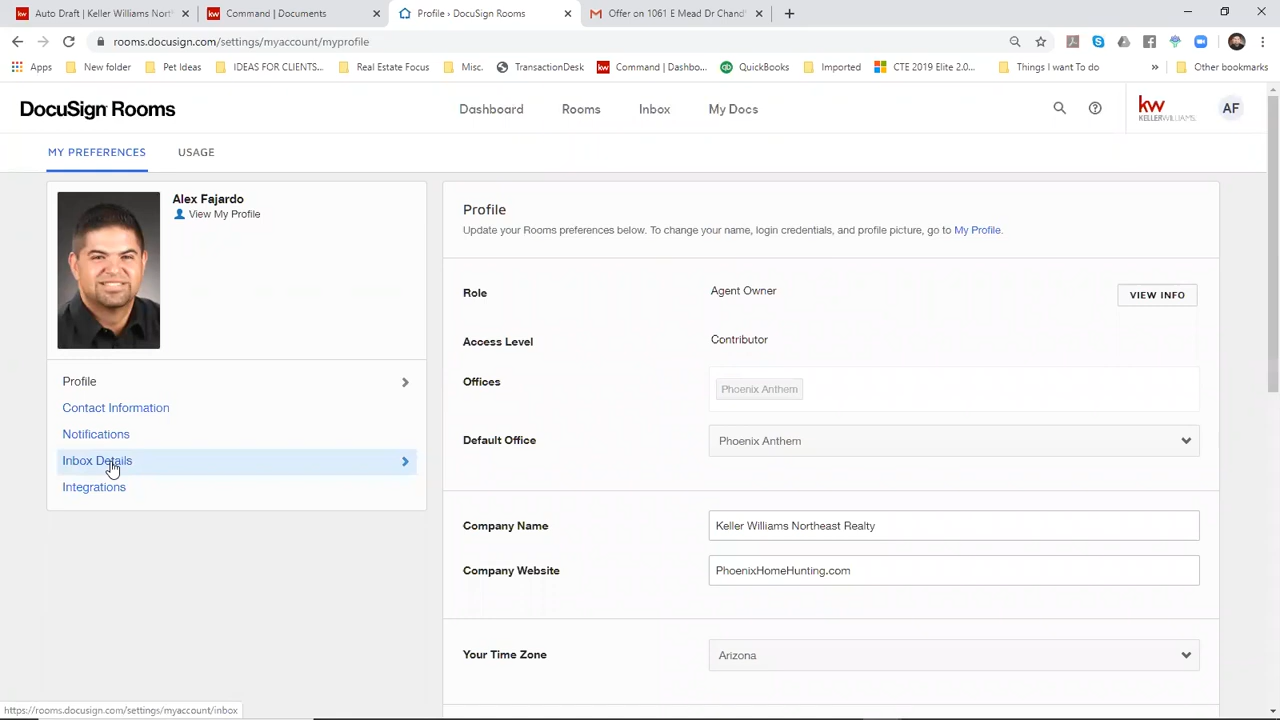 Auto Draft | Keller Williams Nort
Command | Documents
Profile › DocuSign Rooms
Offer on 1061 E Mead Dr Chand
rooms.docusign.com/settings/myaccount/myprofile
Apps
New folder
Pet Ideas
IDEAS FOR CLIENTS...
Real Estate Focus
Misc.
TransactionDesk
kw
Command | Dashbo...
qb
QuickBooks
Imported
CTE 2019 Elite 2.0...
Things I want To do
»
Other bookmarks
DocuSign Rooms
Dashboard
Rooms
Inbox
My Docs
kw
KELLERWILLIAMS.
AF
MY PREFERENCES
USAGE
Alex Fajardo
View My Profile
Profile
Contact Information
Notifications
Inbox Details
Integrations
Profile
Update your Rooms preferences below. To change your name, login credentials, and profile picture, go to My Profile.
Role
Agent Owner
VIEW INFO
Access Level
Contributor
Offices
Phoenix Anthem
Default Office
Phoenix Anthem
Company Name
Keller Williams Northeast Realty
Company Website
PhoenixHomeHunting.com
Your Time Zone
Arizona
https://rooms.docusign.com/settings/myaccount/inbox